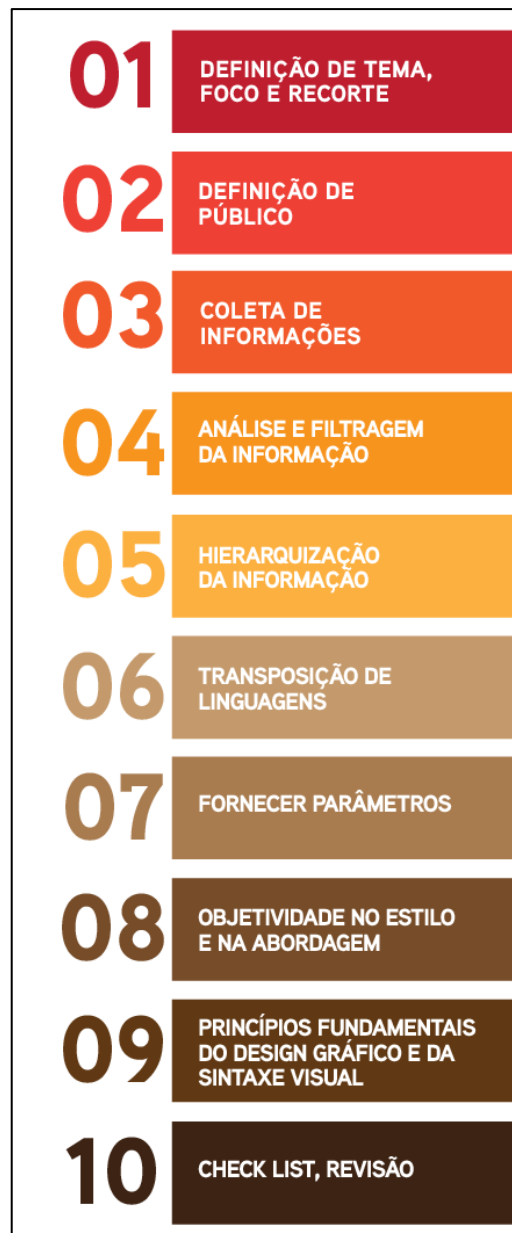 01
DEFINIÇÃO DE TEMA,
FOCO E RECORTE
02
DEFINIÇÃO DE
PÚBLICO
03
COLETA DE
INFORMAÇÕES
04
ANÁLISE E FILTRAGEM
DA INFORMAÇÃO
05
HIERARQUIZAÇÃO
DA INFORMAÇÃO
06
TRANSPOSIÇÃO DE
LINGUAGENS
07
FORNECER PARÂMETROS
08
OBJETIVIDADE NO ESTILO
E NA ABORDAGEM
09
PRINCÍPIOS FUNDAMENTAIS
DO DESIGN GRÁFICO E DA
SINTAXE VISUAL
10
CHECK LIST, REVISÃO